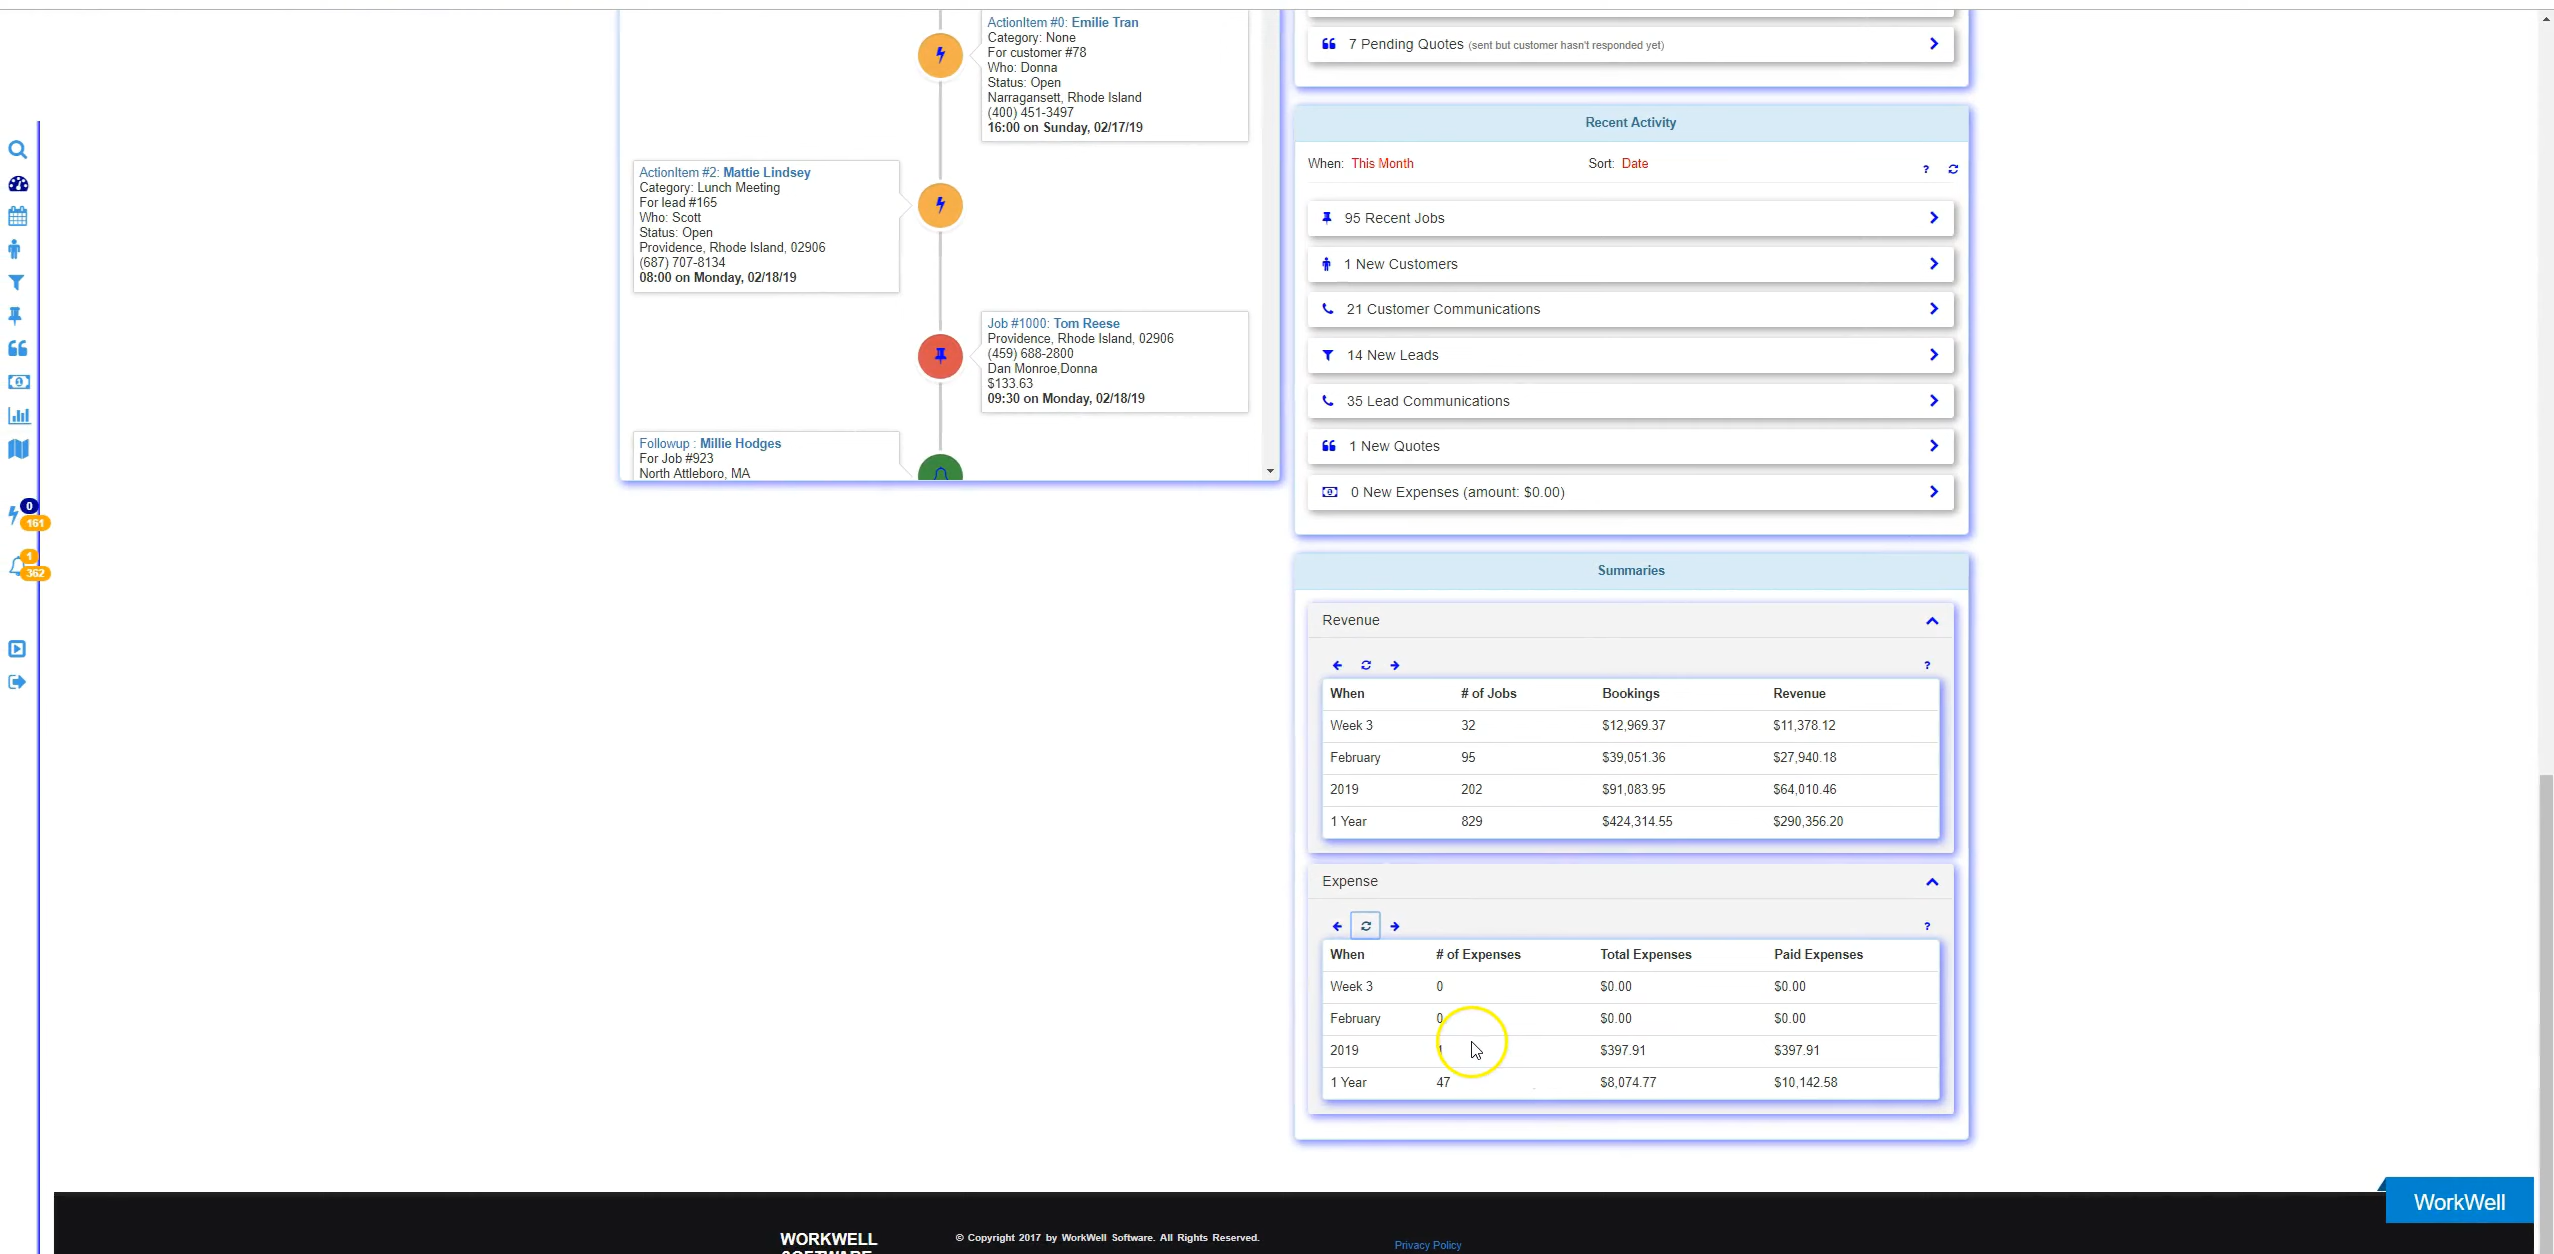 ActionItem #0: Emilie Tran
Category: None
For customer #78
Who: Donna
Status: Open
Narragansett, Rhode Island
(400) 451-3497
16:00 on Sunday, 02/17/19
ActionItem #2: Mattie Lindsey
Category: Lunch Meeting
For lead #165
Who: Scott
Status: Open
Providence, Rhode Island, 02906
(687) 707-8134
08:00 on Monday, 02/18/19
Job #1000: Tom Reese
Providence, Rhode Island, 02906
(459) 688-2800
Dan Monroe,Donna
$133.63
09:30 on Monday, 02/18/19
Followup : Millie Hodges
For Job #923
North Attleboro, MA
0
161
1
362
7 Pending Quotes (sent but customer hasn't responded yet)
Recent Activity
When: This Month Sort: Date ?
95 Recent Jobs
1 New Customers
21 Customer Communications
14 New Leads
35 Lead Communications
1 New Quotes
0 New Expenses (amount: $0.00)
Summaries
Revenue
?
When # of Jobs Bookings Revenue
Week 3 32 $12,969.37 $11,378.12
February 95 $39,051.36 $27,940.18
2019 202 $91,083.95 $64,010.46
1 Year 829 $424,314.55 $290,356.20
Expense
?
When # of Expenses Total Expenses Paid Expenses
Week 3 0 $0.00 $0.00
February 0 $0.00 $0.00
2019 1 $397.91 $397.91
1 Year 47 $8,074.77 $10,142.58
WorkWell
WORKWELL
SOFTWARE
© Copyright 2017 by WorkWell Software. All Rights Reserved.
Privacy Policy